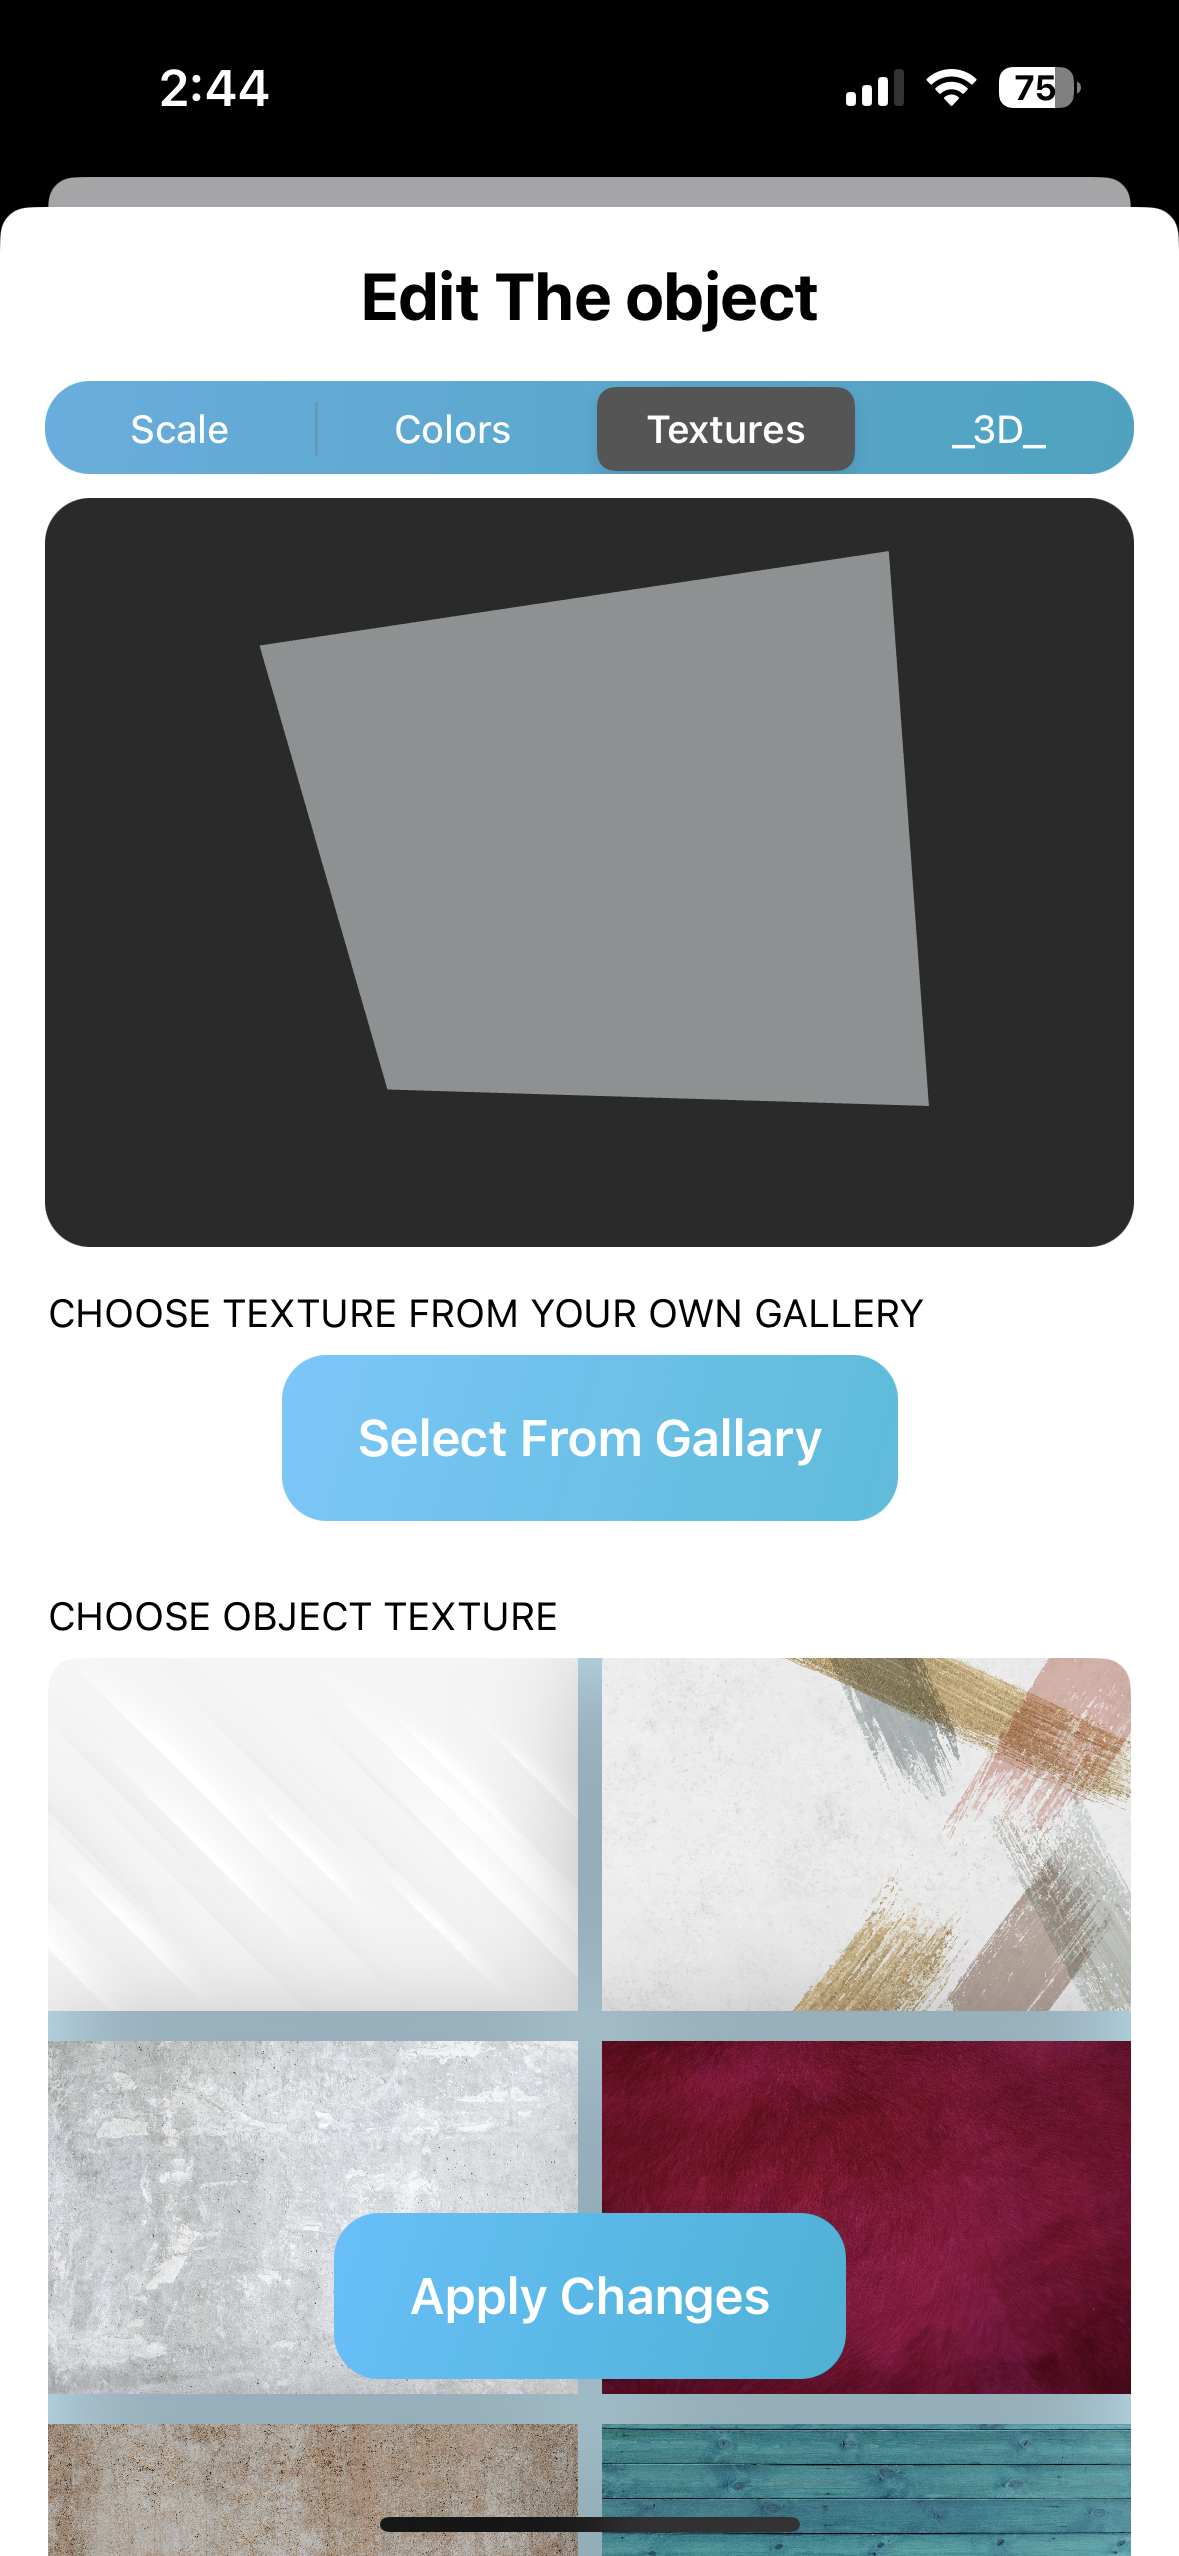 2:44
75
Edit The object
Scale Colors Textures _3D_
CHOOSE TEXTURE FROM YOUR OWN GALLERY
Select From Gallary
CHOOSE OBJECT TEXTURE
Apply Changes